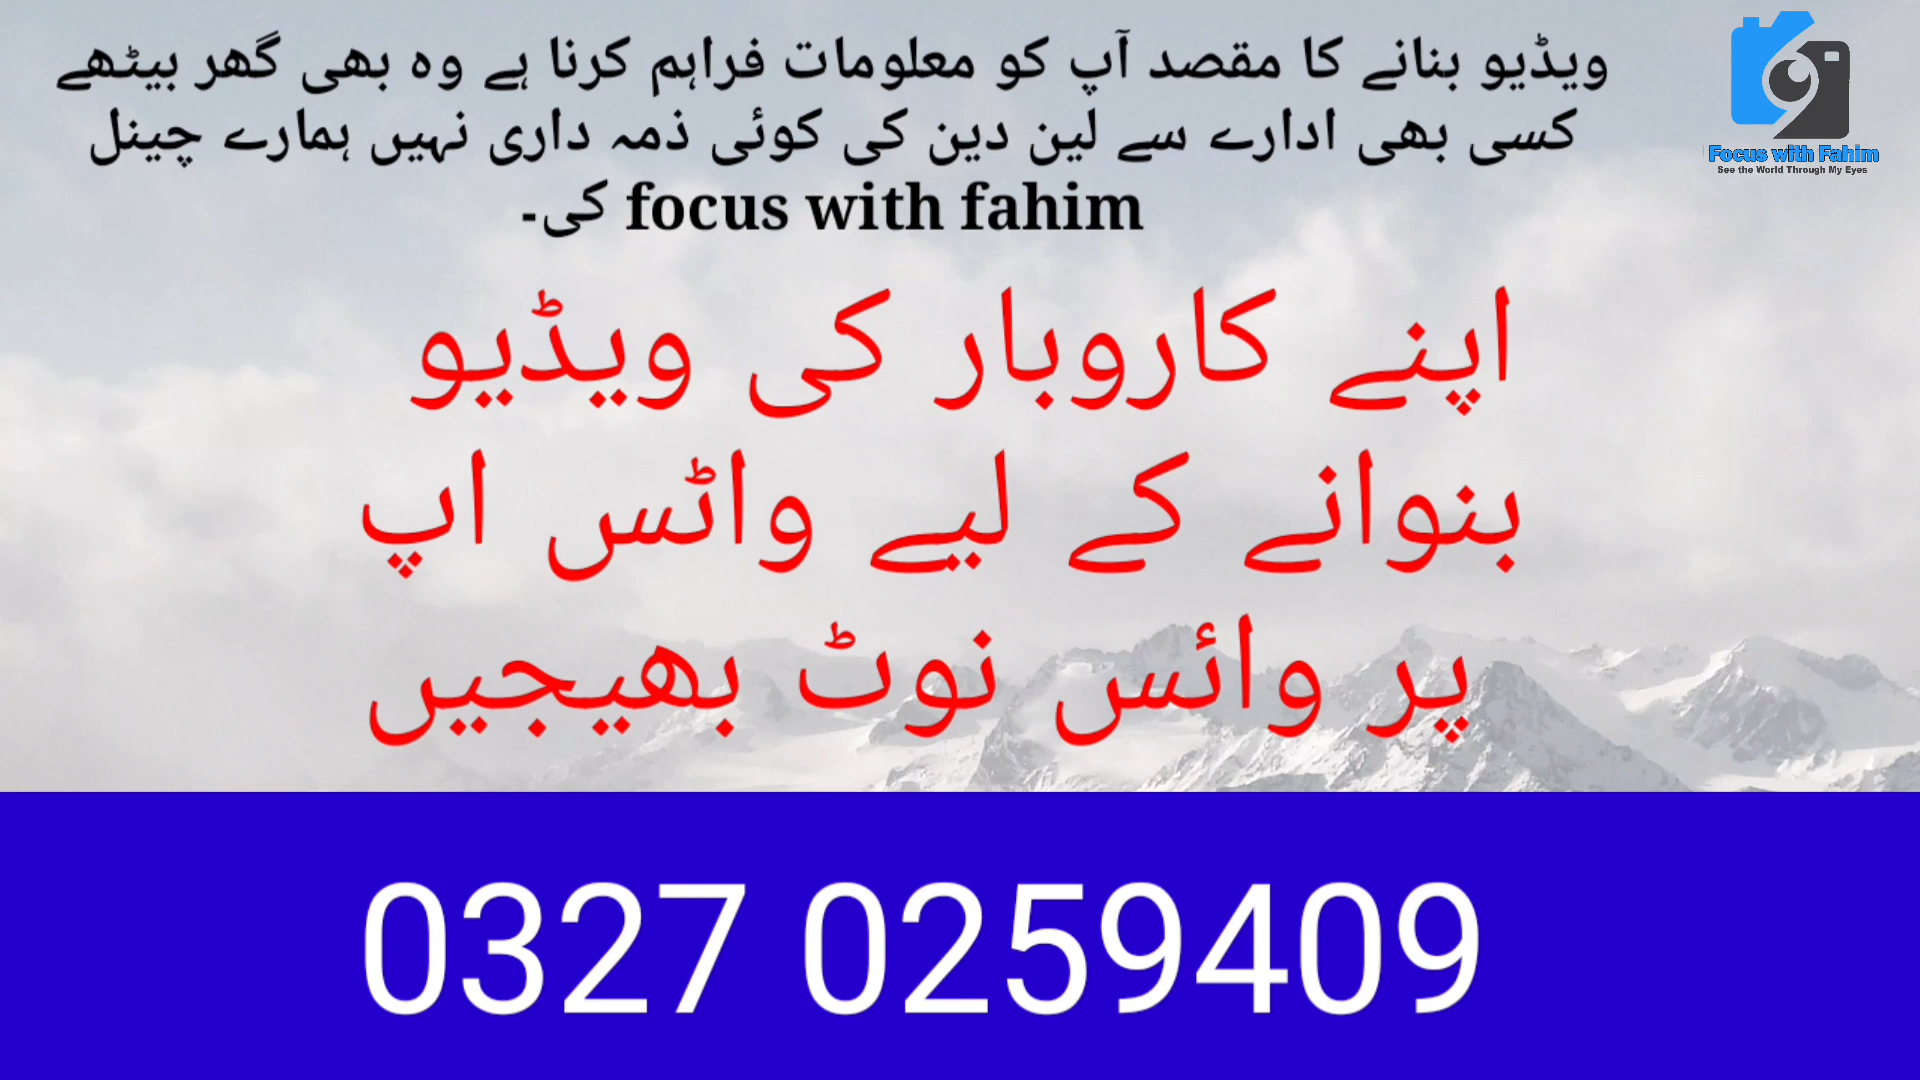 ویڈیو بنانے کا مقصد آپ کو معلومات فراہم کرنا ہے وہ بھی گھر بیٹھے
کسی بھی ادارے سے لین دین کی کوئی ذمہ داری نہیں ہمارے چینل
focus with fahim کی۔
Focus with Fahim
See the World Through My Eyes
اپنے کاروبار کی ویڈیو
بنوانے کے لیے واٹس اپ
پر وائس نوٹ بھیجیں
0327 0259409